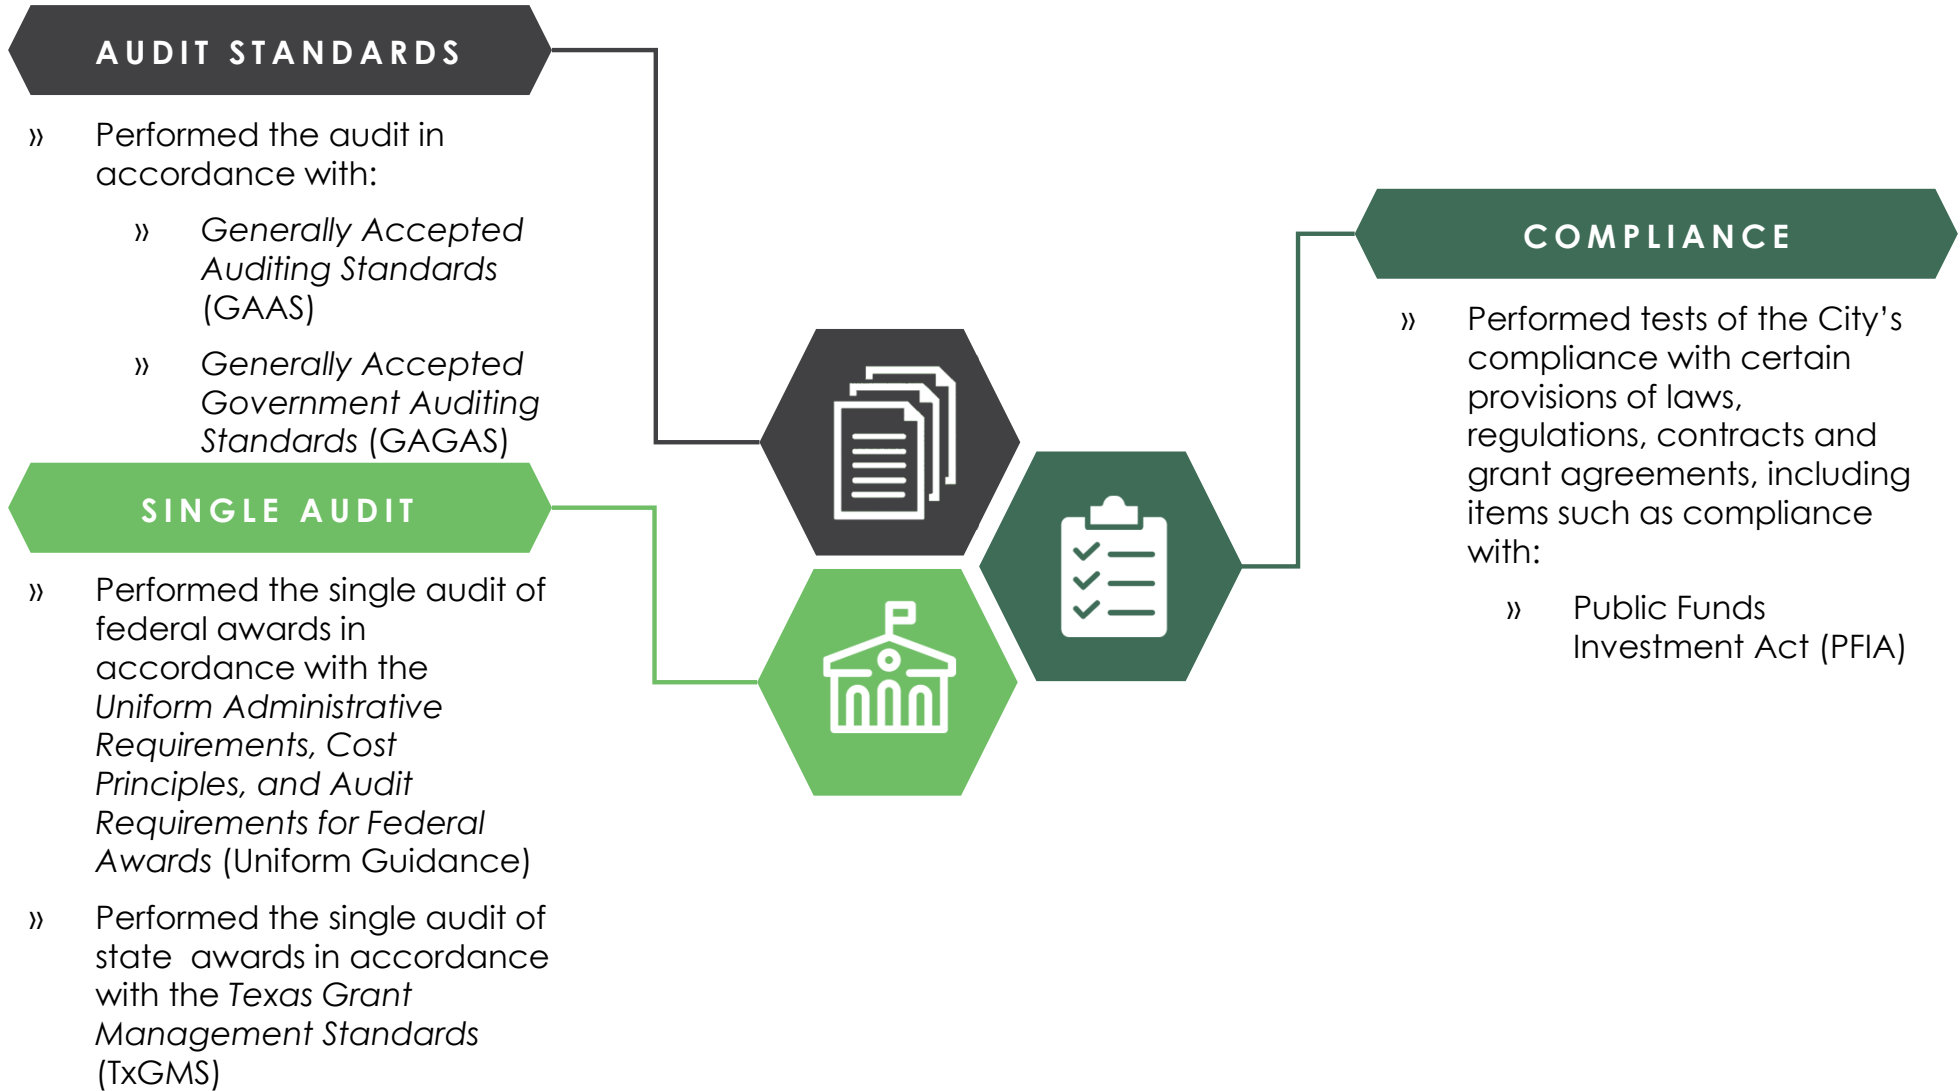 AUDIT STANDARDS
» Performed the audit in
accordance with:
» Generally Accepted
Auditing Standards
(GAAS)
» Generally Accepted
Government Auditing
Standards (GAGAS)
SINGLE AUDIT
» Performed the single audit of
federal awards in
accordance with the
Uniform Administrative
Requirements, Cost
Principles, and Audit
Requirements for Federal
Awards (Uniform Guidance)
» Performed the single audit of
state awards in accordance
with the Texas Grant
Management Standards
(TxGMS)
COMPLIANCE
» Performed tests of the City’s
compliance with certain
provisions of laws,
regulations, contracts and
grant agreements, including
items such as compliance
with:
» Public Funds
Investment Act (PFIA)